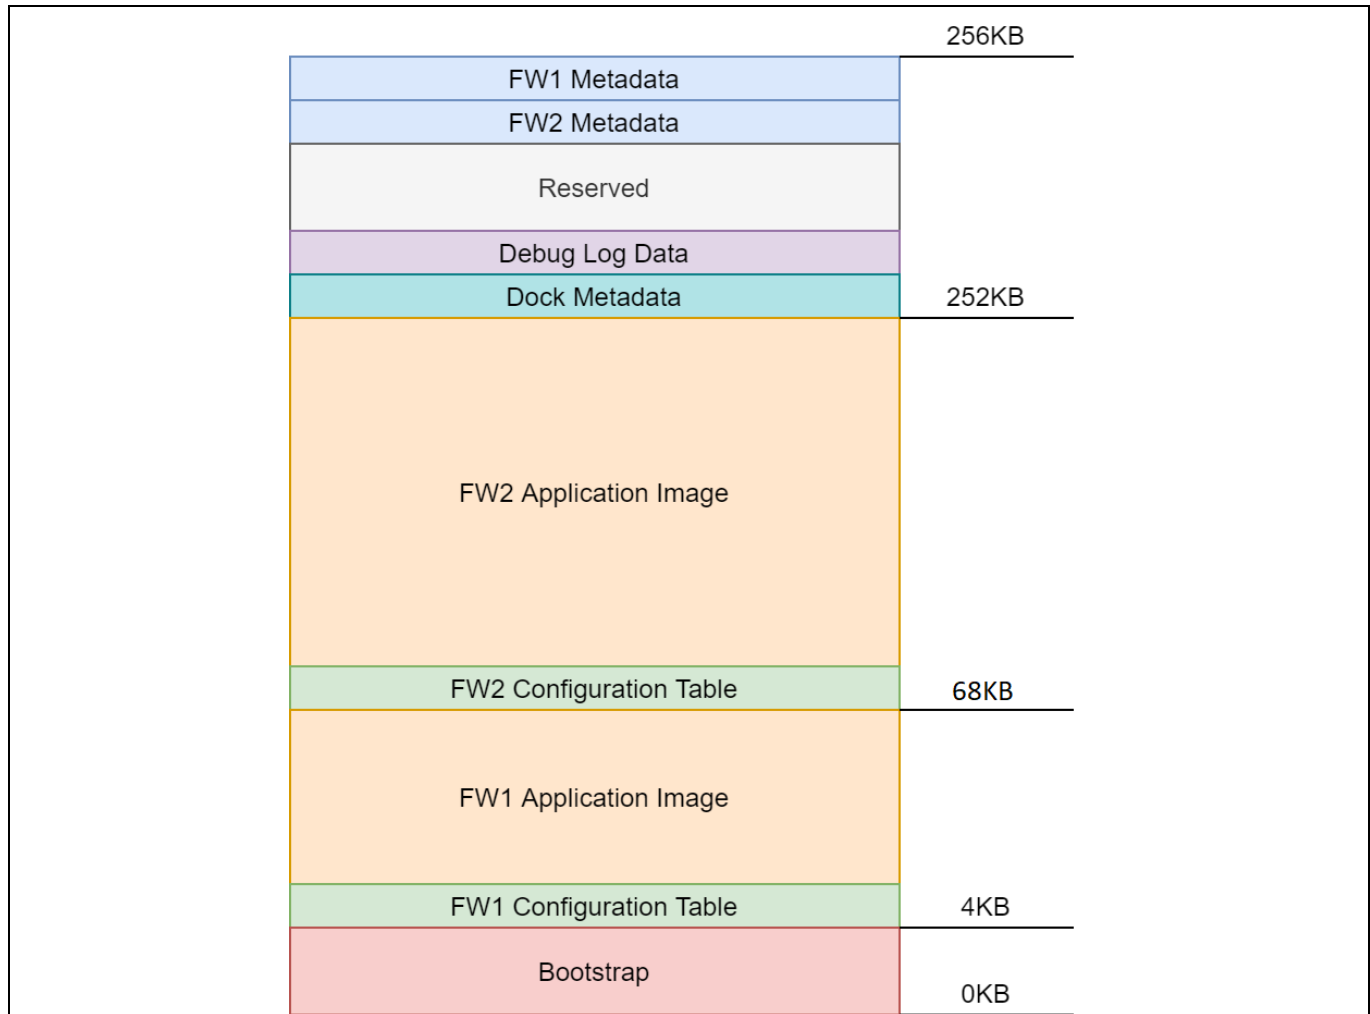 256KB
FW1 Metadata
FW2 Metadata
Reserved
Debug Log Data
Dock Metadata
252KB
FW2 Application Image
FW2 Configuration Table
68KB
FW1 Application Image
FW1 Configuration Table
4KB
Bootstrap
0KB